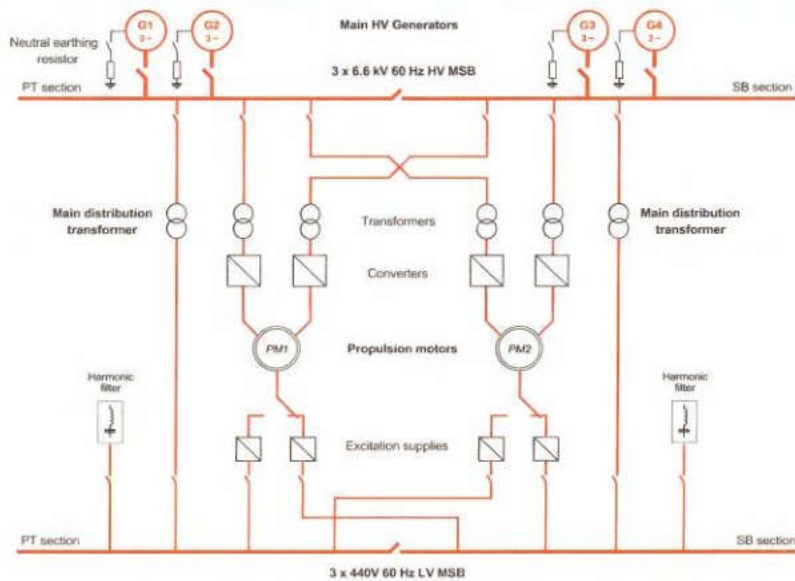 G1
3~
G2
3~
Main HV Generators
G3
3~
G4
3~
Neutral earthing
resistor
3 x 6.6 kV 60 Hz HV MSB
PT section
SB section
Main distribution
transformer
Transformers
Main distribution
transformer
Converters
PM1
Propulsion motors
PM2
Harmonic
filter
Harmonic
filter
Excitation supplies
PT section
SB section
3 x 440V 60 Hz LV MSB